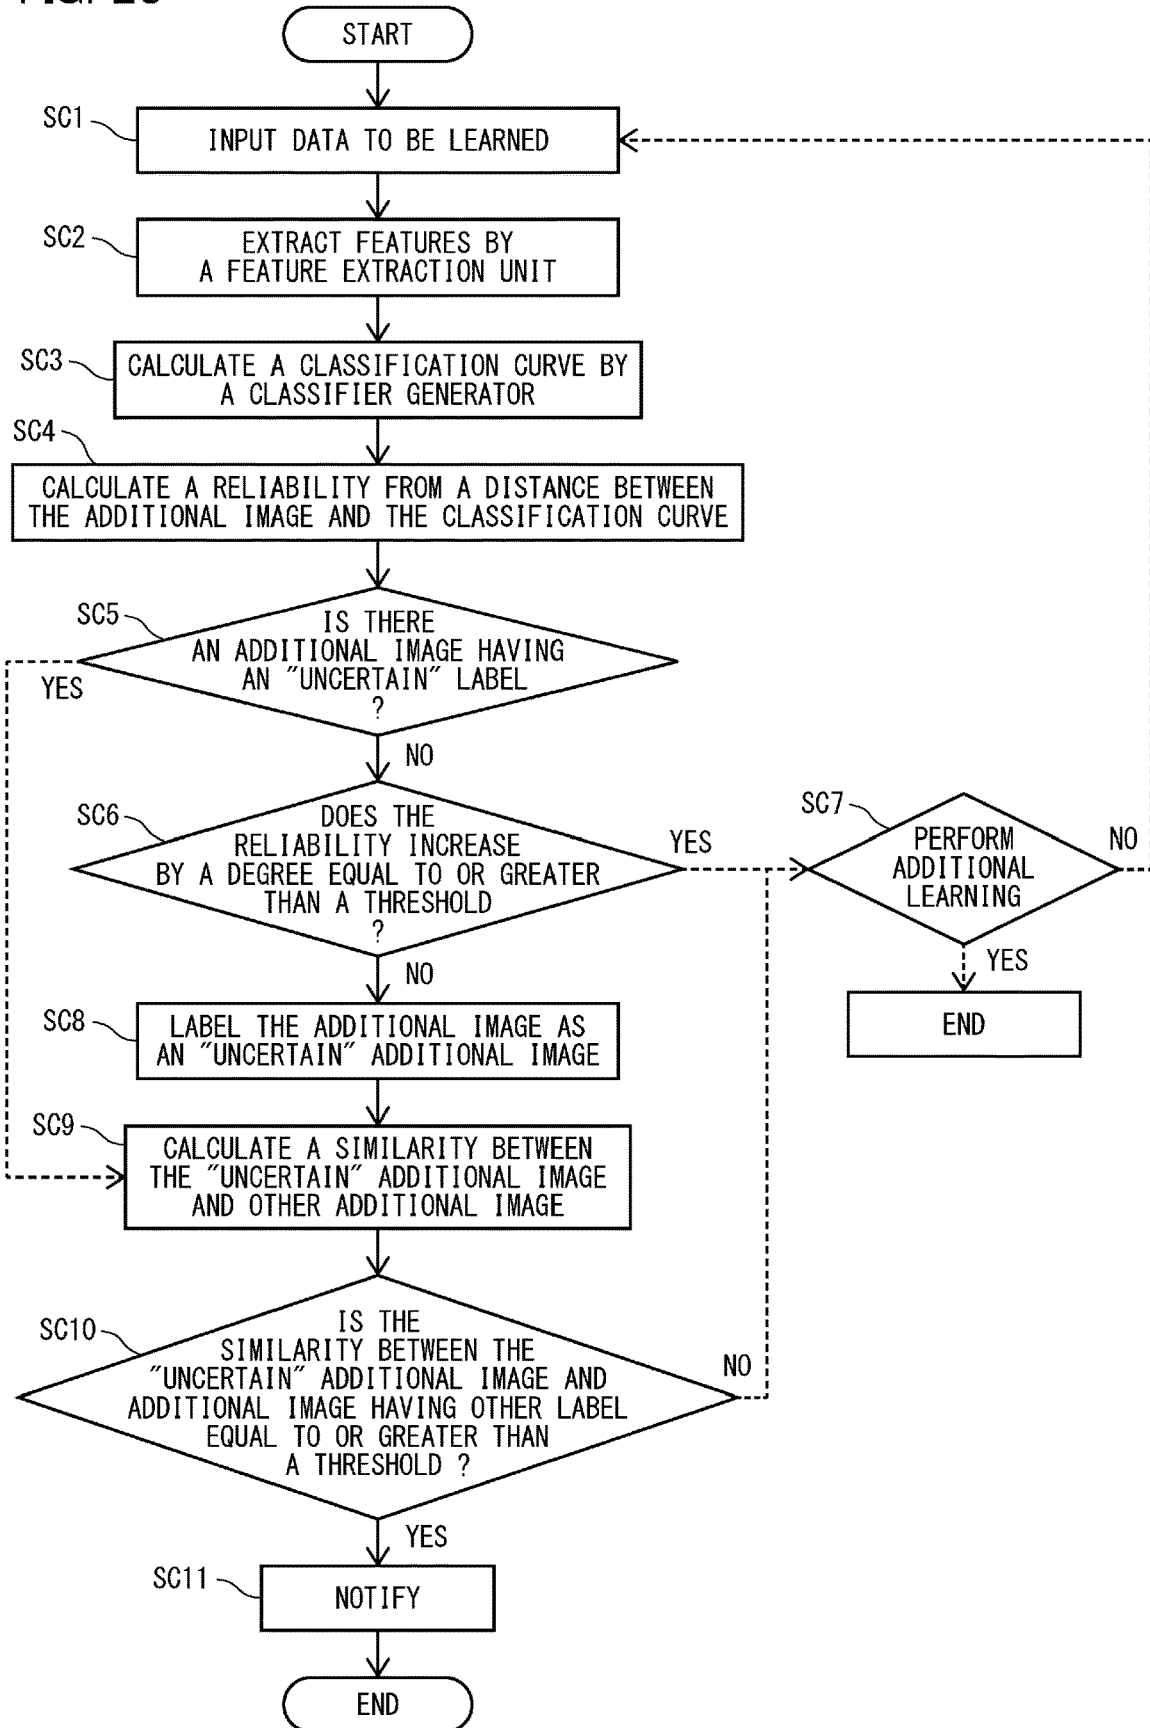 START
SC1
INPUT DATA TO BE LEARNED
SC2
EXTRACT FEATURES BY
A FEATURE EXTRACTION UNIT
SC3
CALCULATE A CLASSIFICATION CURVE BY
A CLASSIFIER GENERATOR
SC4
CALCULATE A RELIABILITY FROM A DISTANCE BETWEEN
THE ADDITIONAL IMAGE AND THE CLASSIFICATION CURVE
SC5
IS THERE
AN ADDITIONAL IMAGE HAVING
AN "UNCERTAIN" LABEL
?
YES
NO
SC6
DOES THE
RELIABILITY INCREASE
BY A DEGREE EQUAL TO OR GREATER
THAN A THRESHOLD
?
YES
NO
SC7
PERFORM
ADDITIONAL
LEARNING
NO
YES
END
SC8
LABEL THE ADDITIONAL IMAGE AS
AN "UNCERTAIN" ADDITIONAL IMAGE
SC9
CALCULATE A SIMILARITY BETWEEN
THE "UNCERTAIN" ADDITIONAL IMAGE
AND OTHER ADDITIONAL IMAGE
SC10
IS THE
SIMILARITY BETWEEN THE
"UNCERTAIN" ADDITIONAL IMAGE AND
ADDITIONAL IMAGE HAVING OTHER LABEL
EQUAL TO OR GREATER THAN
A THRESHOLD ?
NO
YES
SC11
NOTIFY
END